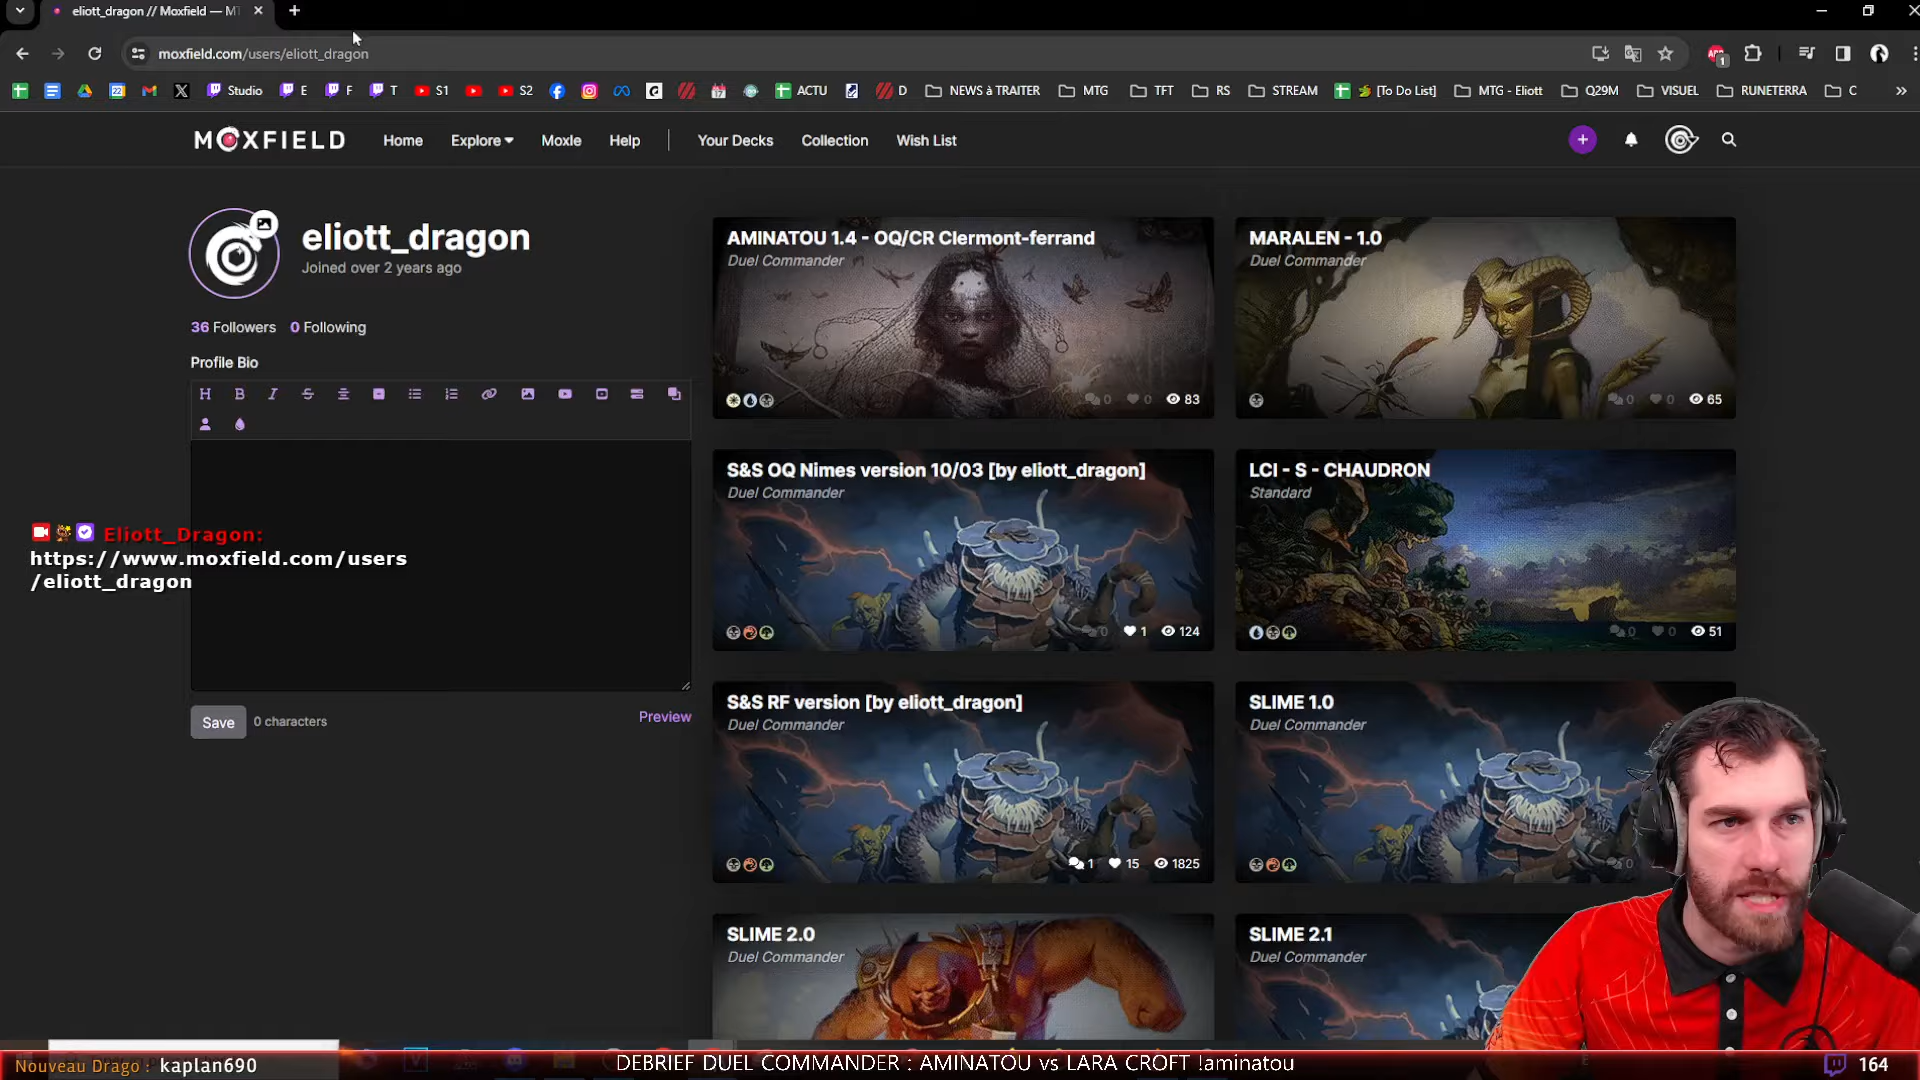 eliott_dragon // Moxfield — MT
moxfield.com/users/eliott_dragon
Studio E F T S1 S2 ACTU D NEWS à TRAITER MTG TFT RS STREAM [To Do List] MTG - Eliott Q29M VISUEL RUNETERRA C
MOXFIELD Home Explore Moxle Help Your Decks Collection Wish List
eliott_dragon
Joined over 2 years ago
36 Followers 0 Following
Profile Bio
Eliott_Dragon:
https://www.moxfield.com/users
/eliott_dragon
Save 0 characters Preview
AMINATOU 1.4 - OQ/CR Clermont-ferrand
Duel Commander
0 0 83
MARALEN - 1.0
Duel Commander
0 0 65
S&S OQ Nimes version 10/03 [by eliott_dragon]
Duel Commander
0 1 124
LCI - S - CHAUDRON
Standard
0 0 51
S&S RF version [by eliott_dragon]
Duel Commander
1 15 1825
SLIME 1.0
Duel Commander
0
SLIME 2.0
Duel Commander
SLIME 2.1
Duel Commander
Nouveau Drago : kaplan690
DEBRIEF DUEL COMMANDER : AMINATOU vs LARA CROFT !aminatou
164